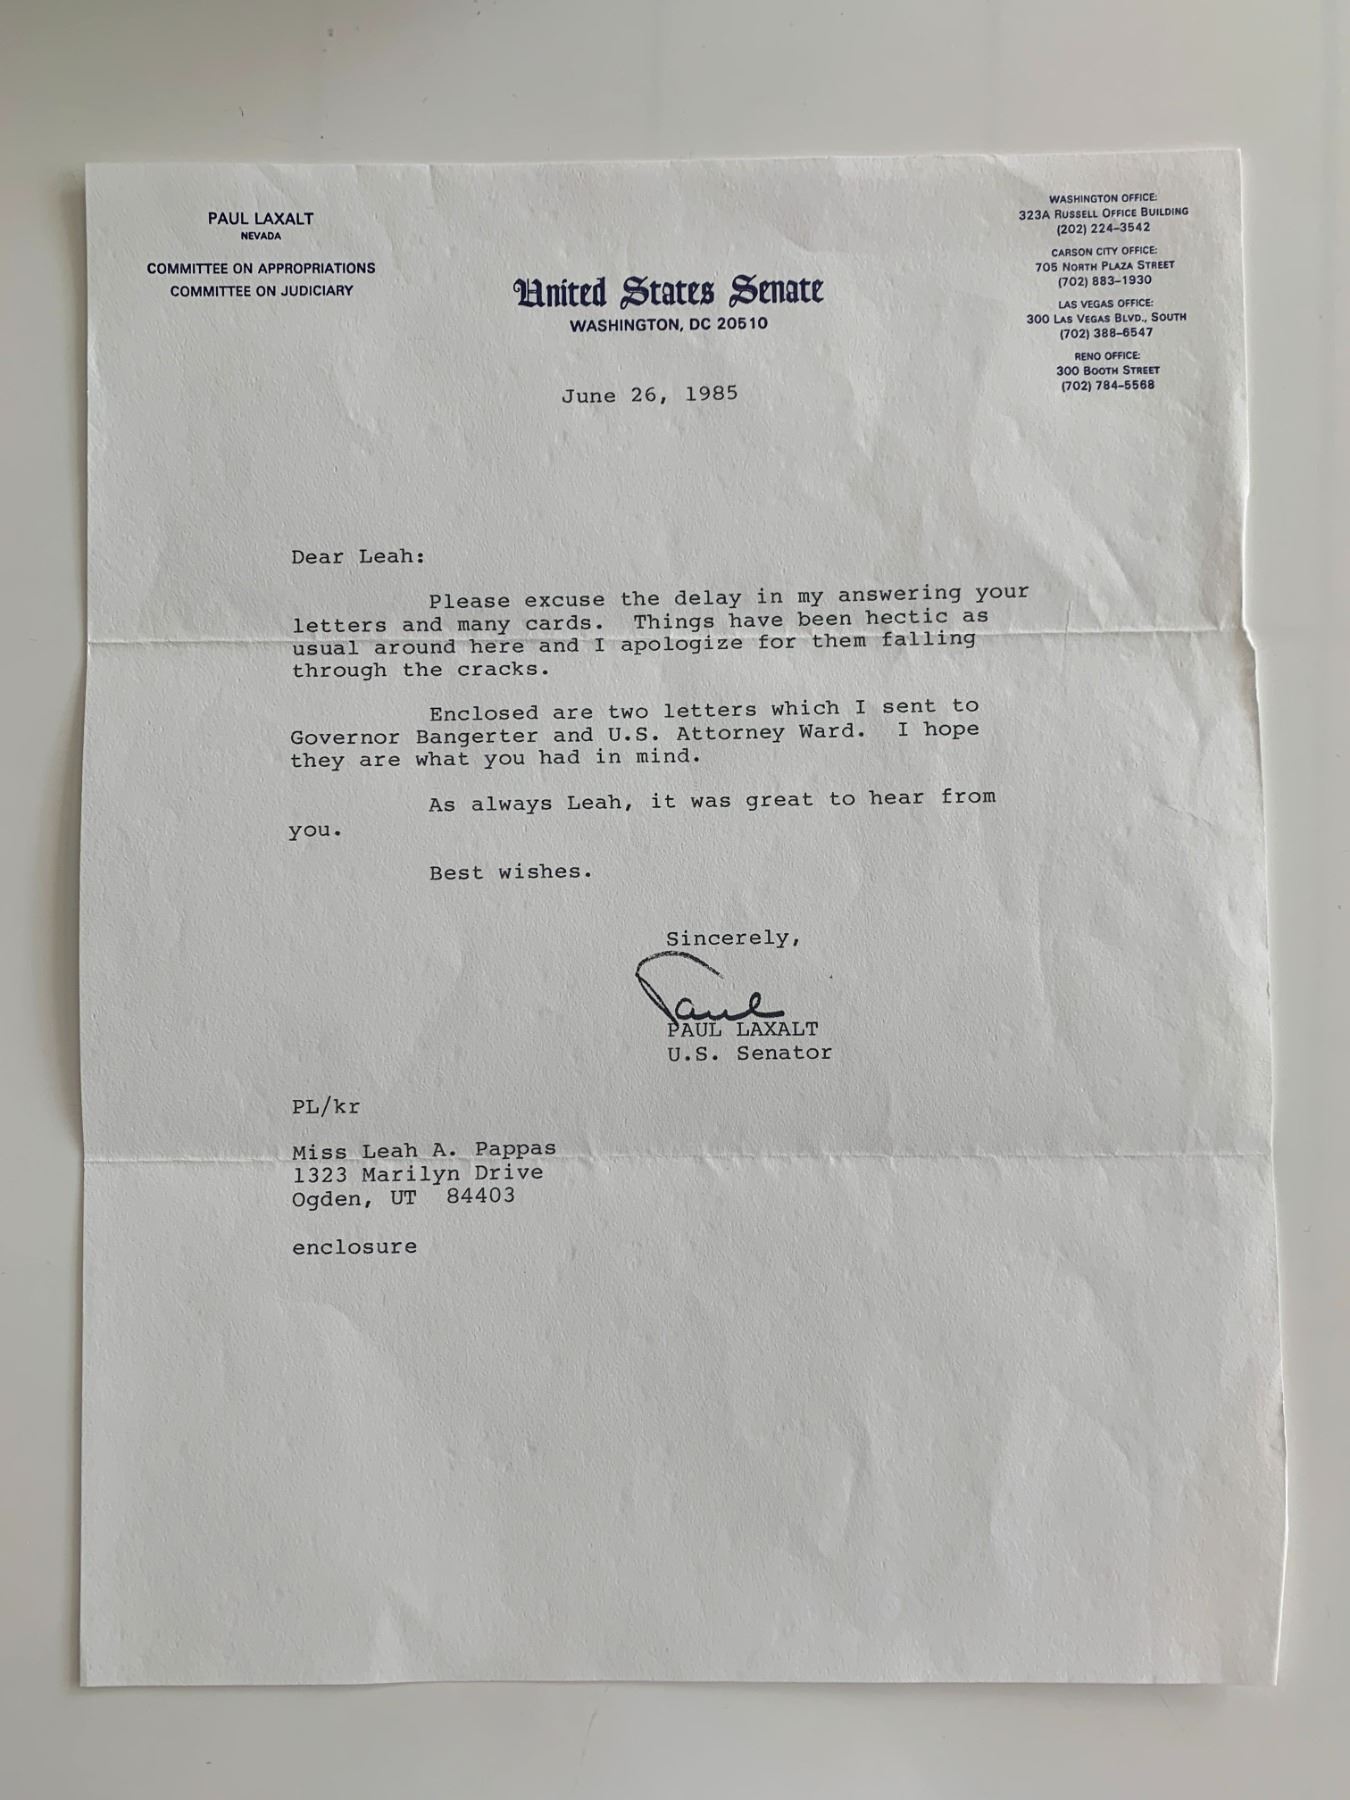 PAUL LAXALT
NEVADA
COMMITTEE ON APPROPRIATIONS
COMMITTEE ON JUDICIARY
United States Senate
WASHINGTON, DC 20510
WASHINGTON OFFICE:
323A RUSSELL OFFICE BUILDING
(202) 224–3542
CARSON CITY OFFICE:
705 NORTH PLAZA STREET
(702) 883–1930
LAS VEGAS OFFICE:
300 LAS VEGAS BLVD., SOUTH
(702) 388–6547
RENO OFFICE:
300 BOOTH STREET
(702) 784–5568
June 26, 1985
Dear Leah:
Please excuse the delay in my answering your
letters and many cards.  Things have been hectic as
usual around here and I apologize for them falling
through the cracks.
Enclosed are two letters which I sent to
Governor Bangerter and U.S. Attorney Ward.  I hope
they are what you had in mind.
As always Leah, it was great to hear from
you.
Best wishes.
Sincerely,
Paul
PAUL LAXALT
U.S. Senator
PL/kr
Miss Leah A. Pappas
1323 Marilyn Drive
Ogden, UT  84403
enclosure